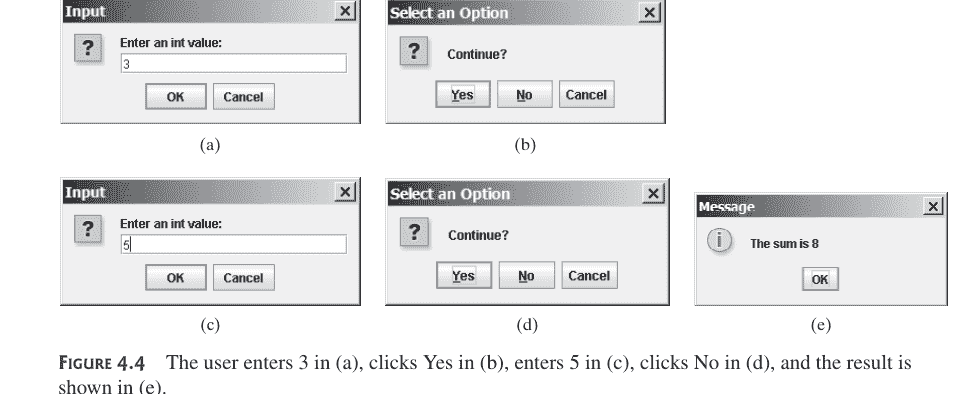 Input
Enter an int value:
3
OK Cancel
(a)
Select an Option
Continue?
Yes No Cancel
(b)
Input
Enter an int value:
5
OK Cancel
(c)
Select an Option
Continue?
Yes No Cancel
(d)
Message
The sum is 8
OK
(e)
FIGURE 4.4 The user enters 3 in (a), clicks Yes in (b), enters 5 in (c), clicks No in (d), and the result is
shown in (e).